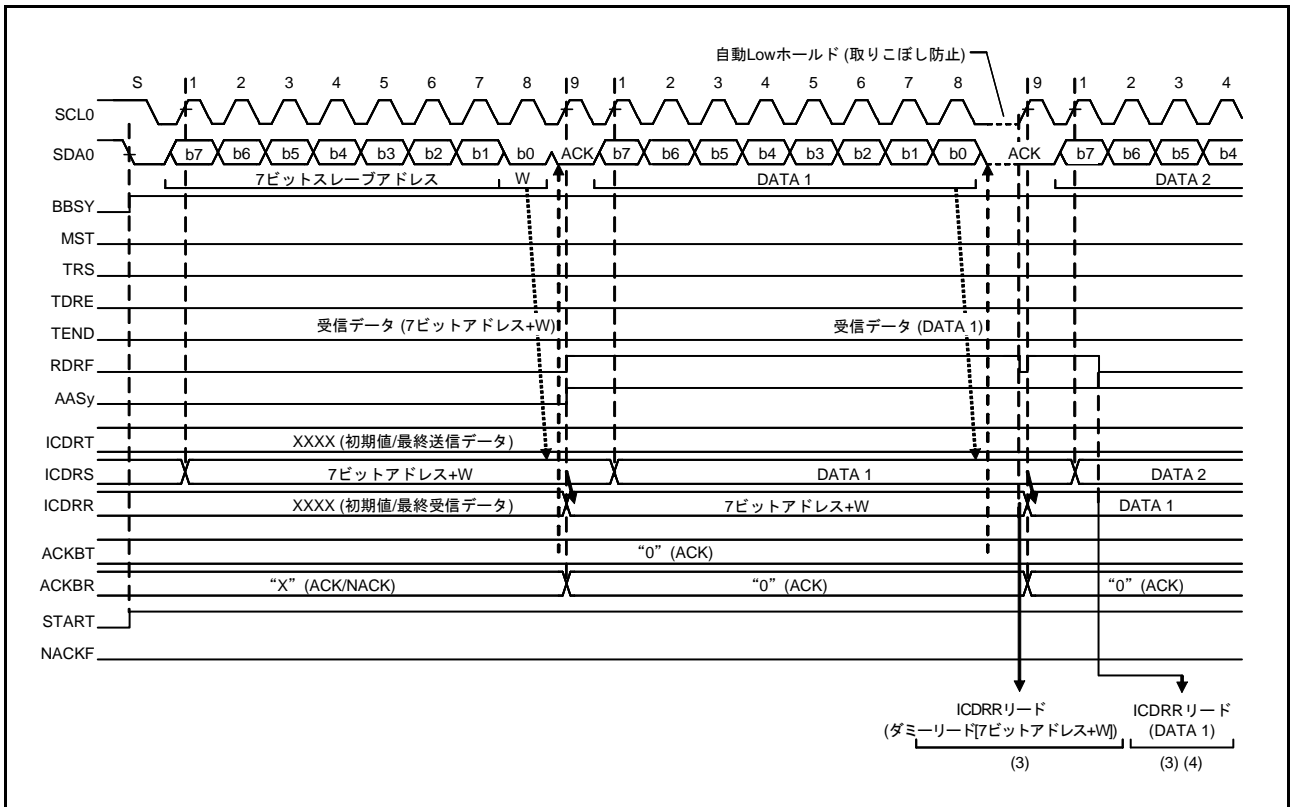 自動Lowホールド (取りこぼし防止)
S 1 2 3 4 5 6 7 8 9 1 2 3 4 5 6 7 8 9 1 2 3 4
SCL0
SDA0 b7 b6 b5 b4 b3 b2 b1 b0 ACK b7 b6 b5 b4 b3 b2 b1 b0 ACK b7 b6 b5 b4
7ビットスレーブアドレス W DATA 1 DATA 2
BBSY
MST
TRS
TDRE
受信データ (7ビットアドレス+W) 受信データ (DATA 1)
TEND
RDRF
AASy
ICDRT XXXX (初期値/最終送信データ)
ICDRS 7ビットアドレス+W DATA 1 DATA 2
ICDRR XXXX (初期値/最終受信データ) 7ビットアドレス+W DATA 1
ACKBT “0” (ACK)
ACKBR “X” (ACK/NACK) “0” (ACK) “0” (ACK)
START
NACKF
ICDRRリード ICDRRリード
(ダミーリード[7ビットアドレス+W]) (DATA 1)
(3) (3) (4)